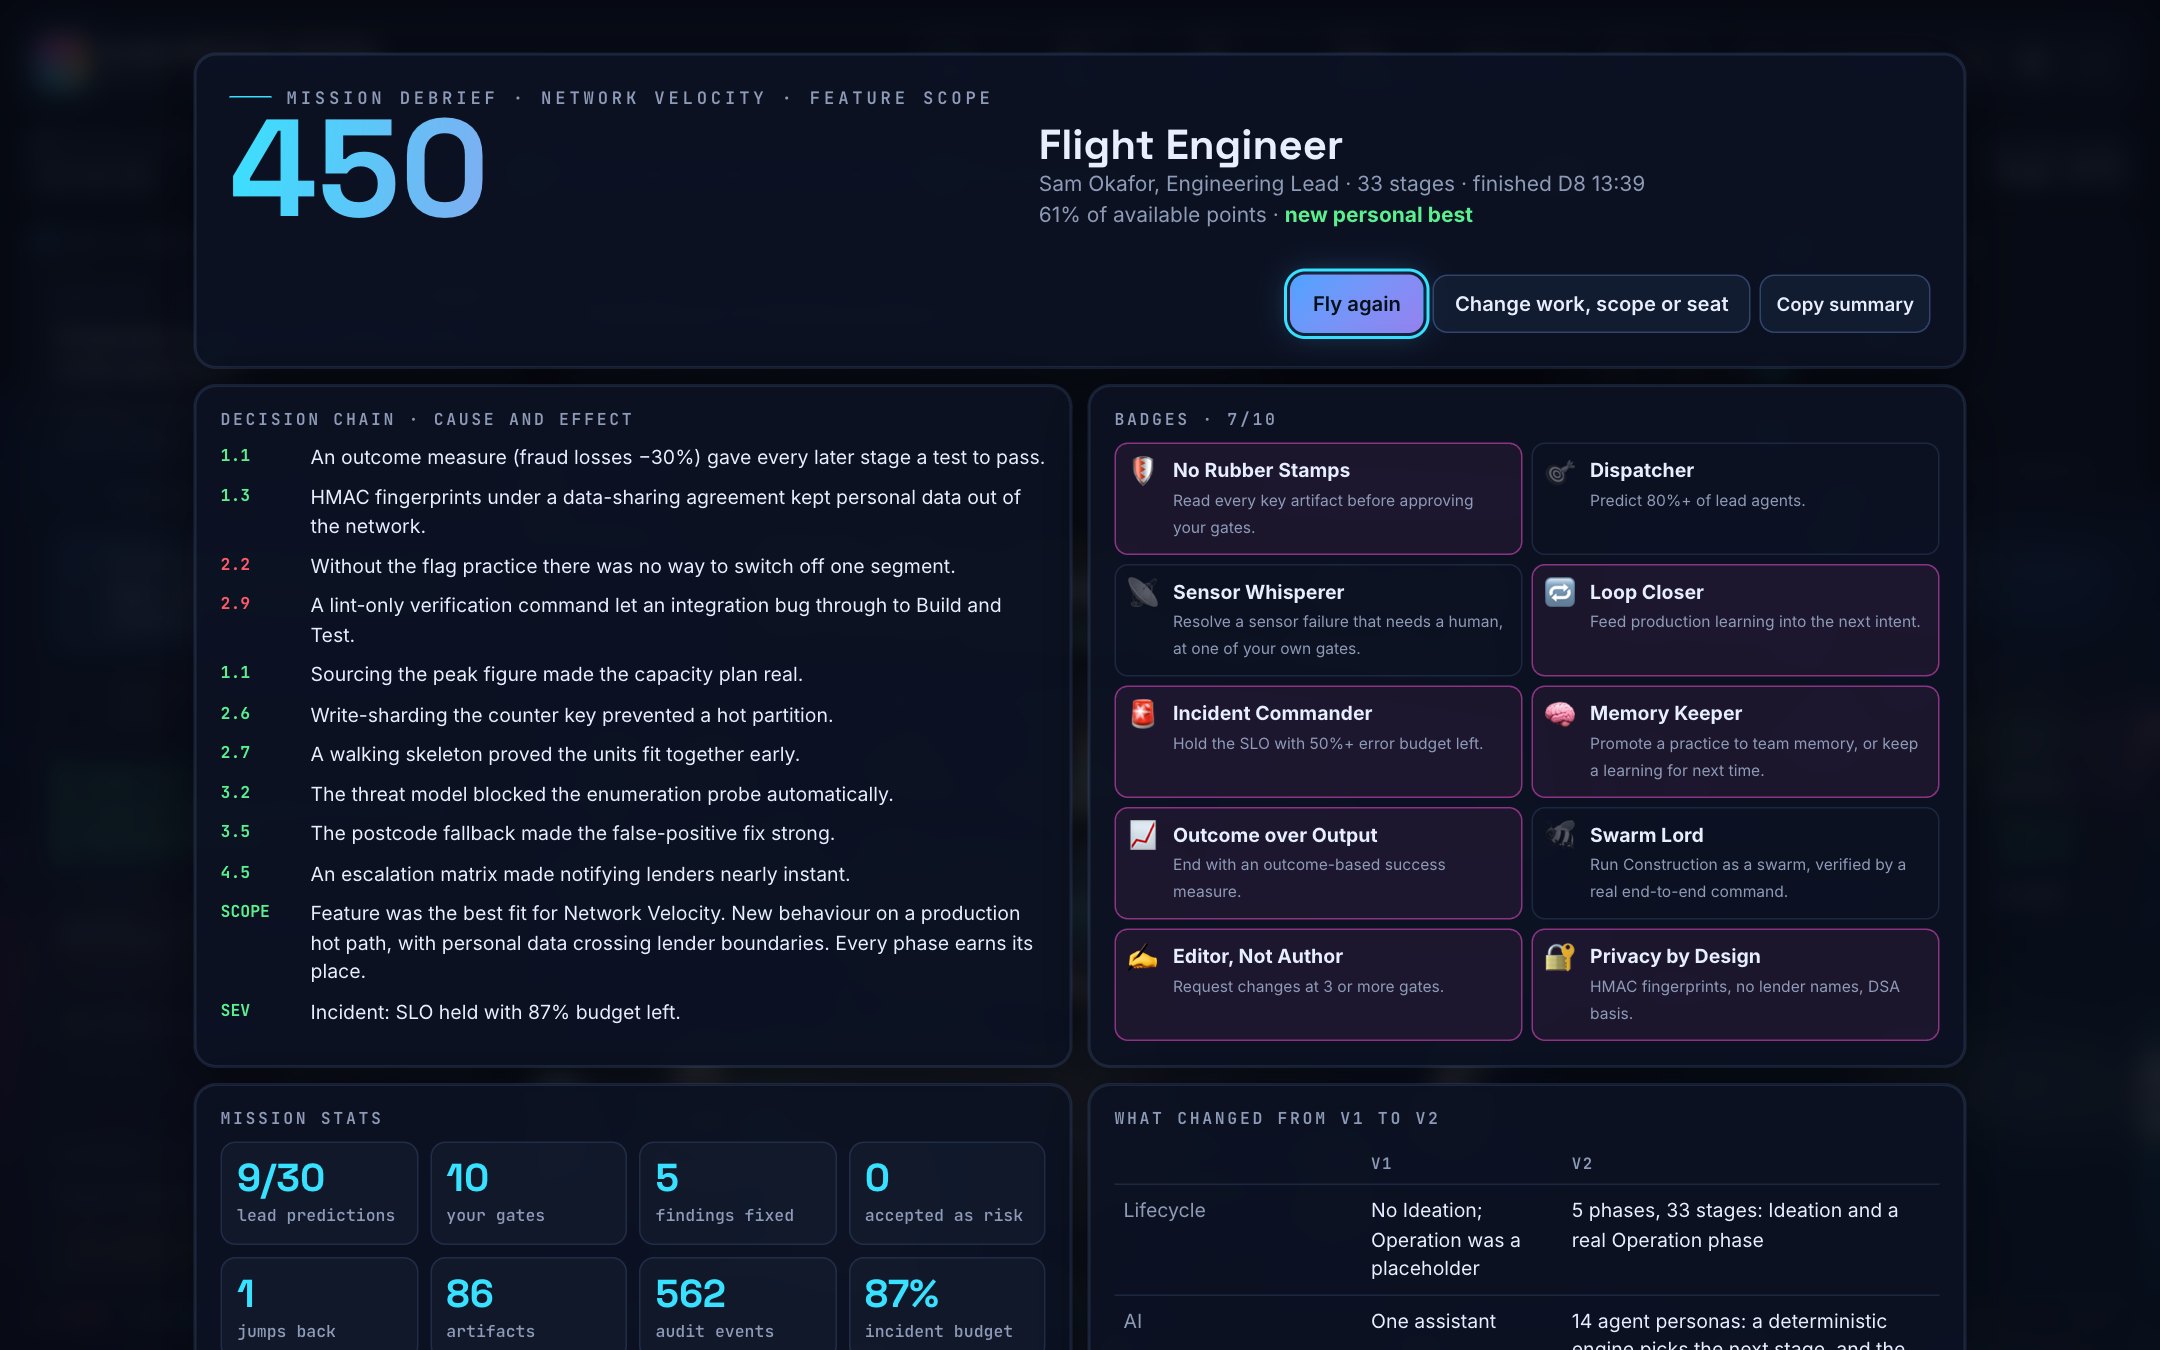 MISSION DEBRIEF · NETWORK VELOCITY · FEATURE SCOPE
450
Flight Engineer
Sam Okafor, Engineering Lead · 33 stages · finished D8 13:39
61% of available points · new personal best
Fly again
Change work, scope or seat
Copy summary
DECISION CHAIN · CAUSE AND EFFECT
1.1 An outcome measure (fraud losses −30%) gave every later stage a test to pass.
1.3 HMAC fingerprints under a data-sharing agreement kept personal data out of
the network.
2.2 Without the flag practice there was no way to switch off one segment.
2.9 A lint-only verification command let an integration bug through to Build and
Test.
1.1 Sourcing the peak figure made the capacity plan real.
2.6 Write-sharding the counter key prevented a hot partition.
2.7 A walking skeleton proved the units fit together early.
3.2 The threat model blocked the enumeration probe automatically.
3.5 The postcode fallback made the false-positive fix strong.
4.5 An escalation matrix made notifying lenders nearly instant.
SCOPE Feature was the best fit for Network Velocity. New behaviour on a production
hot path, with personal data crossing lender boundaries. Every phase earns its
place.
SEV Incident: SLO held with 87% budget left.
BADGES · 7/10
No Rubber Stamps
Read every key artifact before approving
your gates.
Dispatcher
Predict 80%+ of lead agents.
Sensor Whisperer
Resolve a sensor failure that needs a human,
at one of your own gates.
Loop Closer
Feed production learning into the next intent.
Incident Commander
Hold the SLO with 50%+ error budget left.
Memory Keeper
Promote a practice to team memory, or keep
a learning for next time.
Outcome over Output
End with an outcome-based success
measure.
Swarm Lord
Run Construction as a swarm, verified by a
real end-to-end command.
Editor, Not Author
Request changes at 3 or more gates.
Privacy by Design
HMAC fingerprints, no lender names, DSA
basis.
MISSION STATS
9/30
lead predictions
10
your gates
5
findings fixed
0
accepted as risk
1
jumps back
86
artifacts
562
audit events
87%
incident budget
WHAT CHANGED FROM V1 TO V2
V1 V2
Lifecycle
No Ideation;
Operation was a
placeholder
5 phases, 33 stages: Ideation and a
real Operation phase
AI
One assistant
14 agent personas: a deterministic
engine picks the next stage, and the